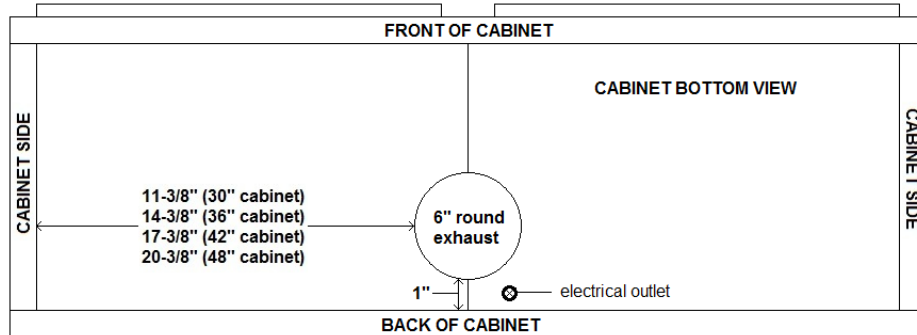 FRONT OF CABINET
CABINET BOTTOM VIEW
CABINET SIDE
CABINET SIDE
11-3/8" (30" cabinet)
14-3/8" (36" cabinet)
17-3/8" (42" cabinet)
20-3/8" (48" cabinet)
6" round
exhaust
1"
electrical outlet
BACK OF CABINET